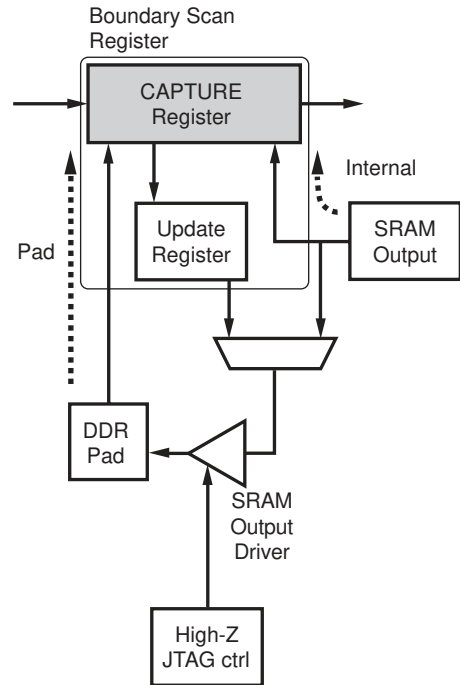 Boundary Scan
Register
CAPTURE
Register
Internal
Update
Register
SRAM
Output
Pad
DDR
Pad
SRAM
Output
Driver
High-Z
JTAG ctrl